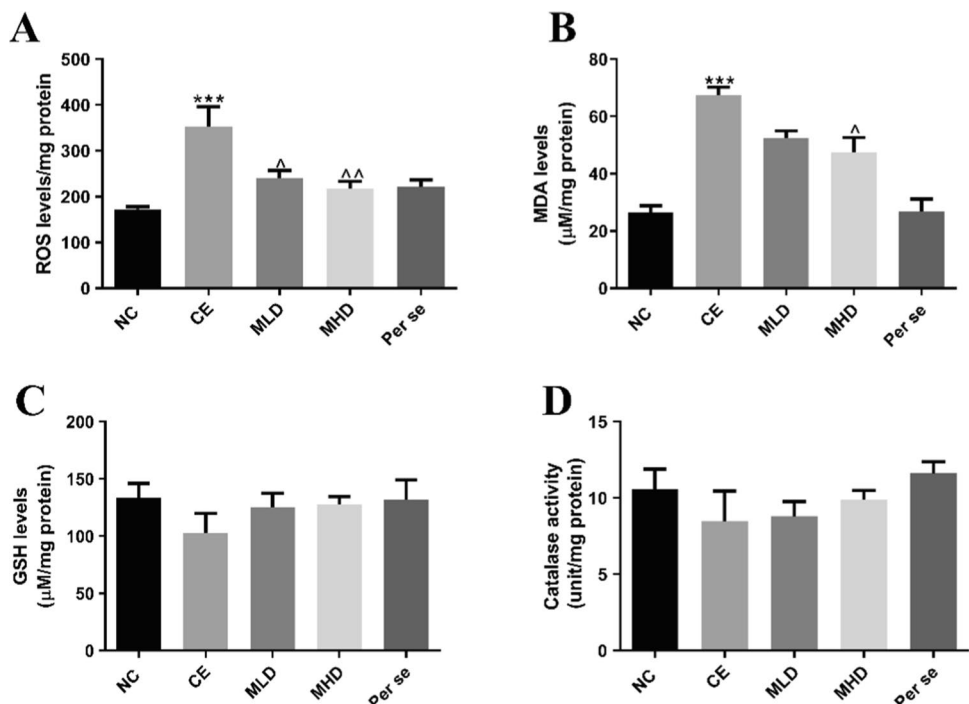 A
ROS levels/mg protein
500
400
300
200
100
0
***
^
^^
NC
CE
MLD
MHD
Per se
B
MDA levels
(μM/mg protein)
80
60
40
20
0
***
^
NC
CE
MLD
MHD
Per se
C
GSH levels
(μM/mg protein)
200
150
100
50
0
NC
CE
MLD
MHD
Per se
D
Catalase activity
(unit/mg protein)
15
10
5
0
NC
CE
MLD
MHD
Per se